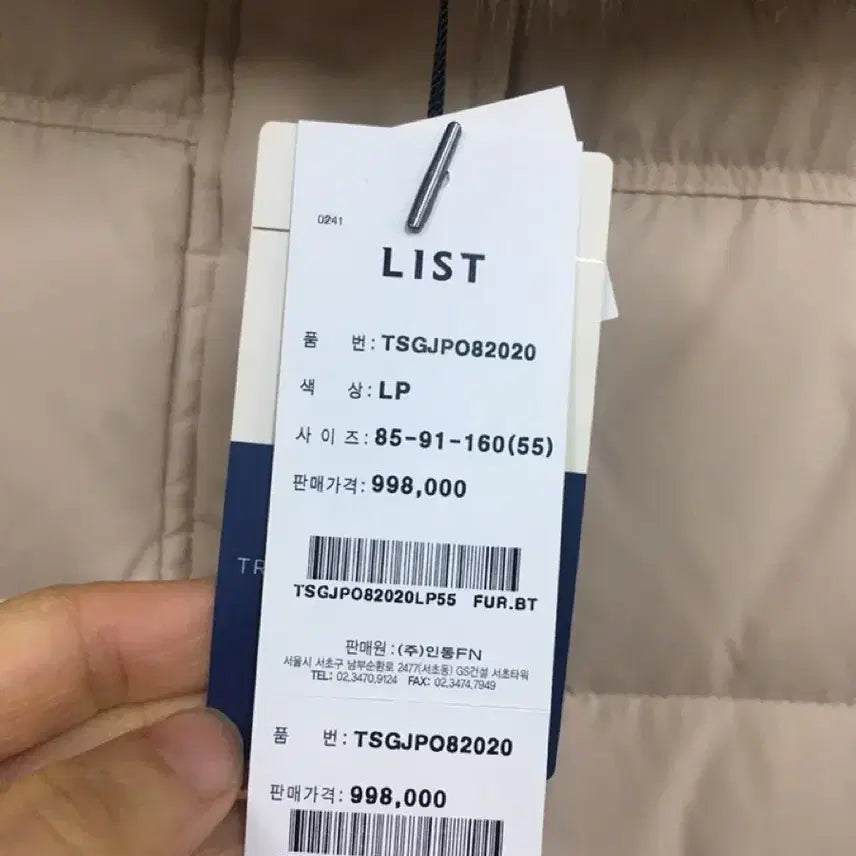 0241
LIST
품 번: TSGJPO82020
색 상: LP
사 이 즈: 85-91-160(55)
판매가격: 998,000
TR
TSGJPO82020LP55 FUR.BT
판매원 : (주)인동FN
서울시 서초구 남부순환로 2477(서초동) GS건설 서초타워
TEL: 02.3470.9124 FAX: 02.3474.7949
품 번: TSGJPO82020
판매가격: 998,000